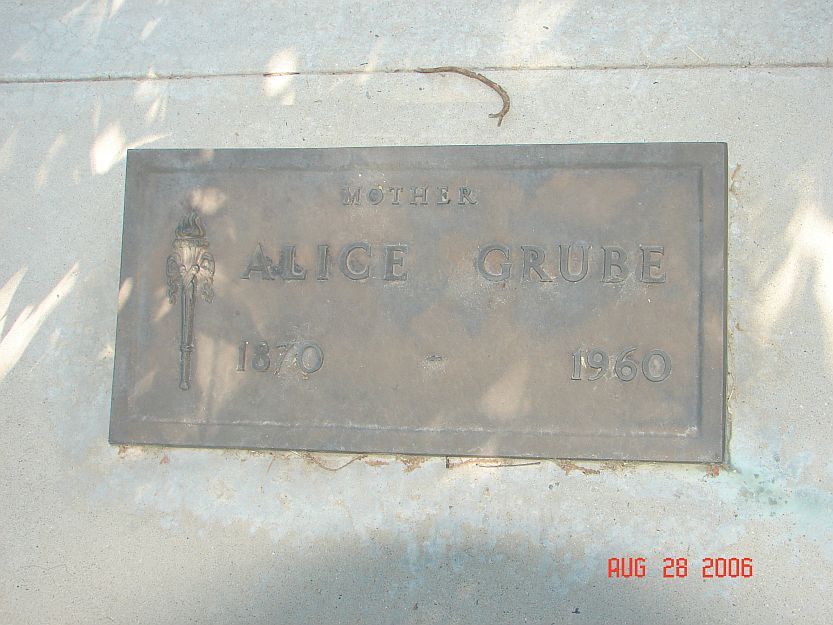 MOTHER
ALICE GRUBE
1870 - 1960
AUG 28 2006